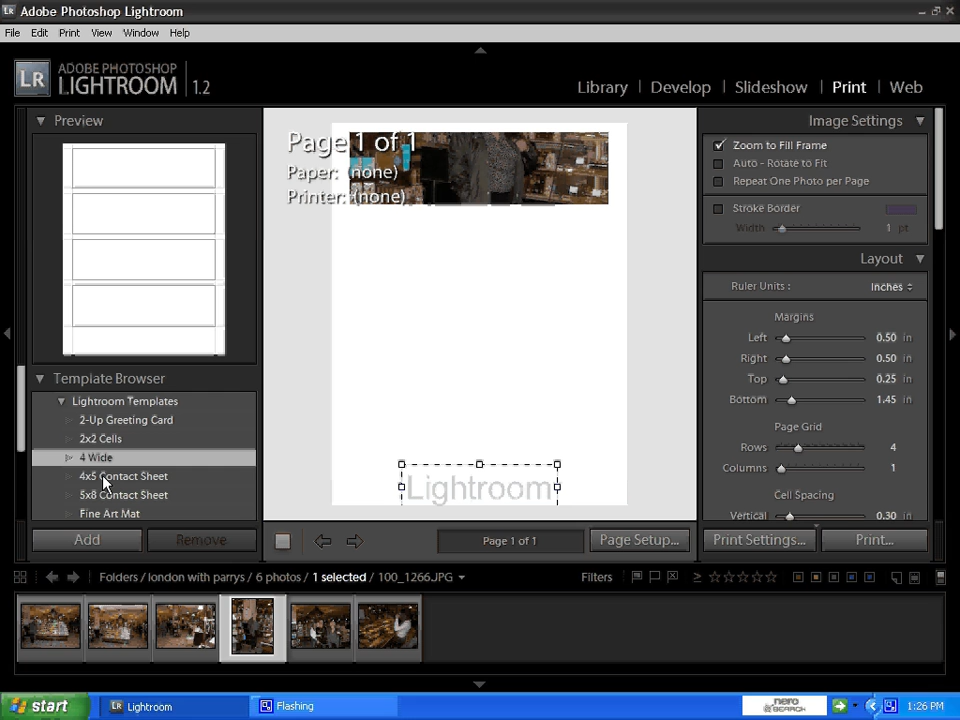 LR Adobe Photoshop Lightroom
File Edit Print View Window Help
LR ADOBE PHOTOSHOP
LIGHTROOM 1.2
Library | Develop | Slideshow | Print | Web
Preview
Template Browser
Lightroom Templates
2-Up Greeting Card
2x2 Cells
4 Wide
4x5 Contact Sheet
5x8 Contact Sheet
Fine Art Mat
Add Remove
Page 1 of 1
Paper: (none)
Printer: (none)
Lightroom
Page 1 of 1 Page Setup...
Image Settings
Zoom to Fill Frame
Auto - Rotate to Fit
Repeat One Photo per Page
Stroke Border
Width 1 pt
Layout
Ruler Units : Inches
Margins
Left 0.50 in
Right 0.50 in
Top 0.25 in
Bottom 1.45 in
Page Grid
Rows 4
Columns 1
Cell Spacing
Vertical 0.30 in
Print Settings... Print...
Folders / london with parrys / 6 photos / 1 selected / 100_1266.JPG Filters
start LR Lightroom Flashing nero SEARCH 1:26 PM